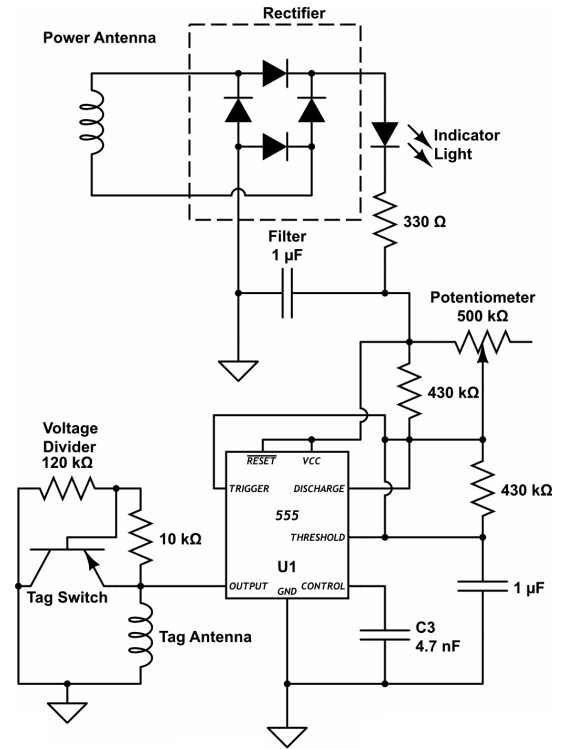 Rectifier
Power Antenna
Indicator
Light
330 Ω
Filter
1 µF
Potentiometer
500 kΩ
430 kΩ
Voltage
Divider
120 kΩ
RESET
VCC
TRIGGER
DISCHARGE
430 kΩ
555
10 kΩ
THRESHOLD
U1
Tag Switch
OUTPUT
GND
CONTROL
1 µF
Tag Antenna
C3
4.7 nF